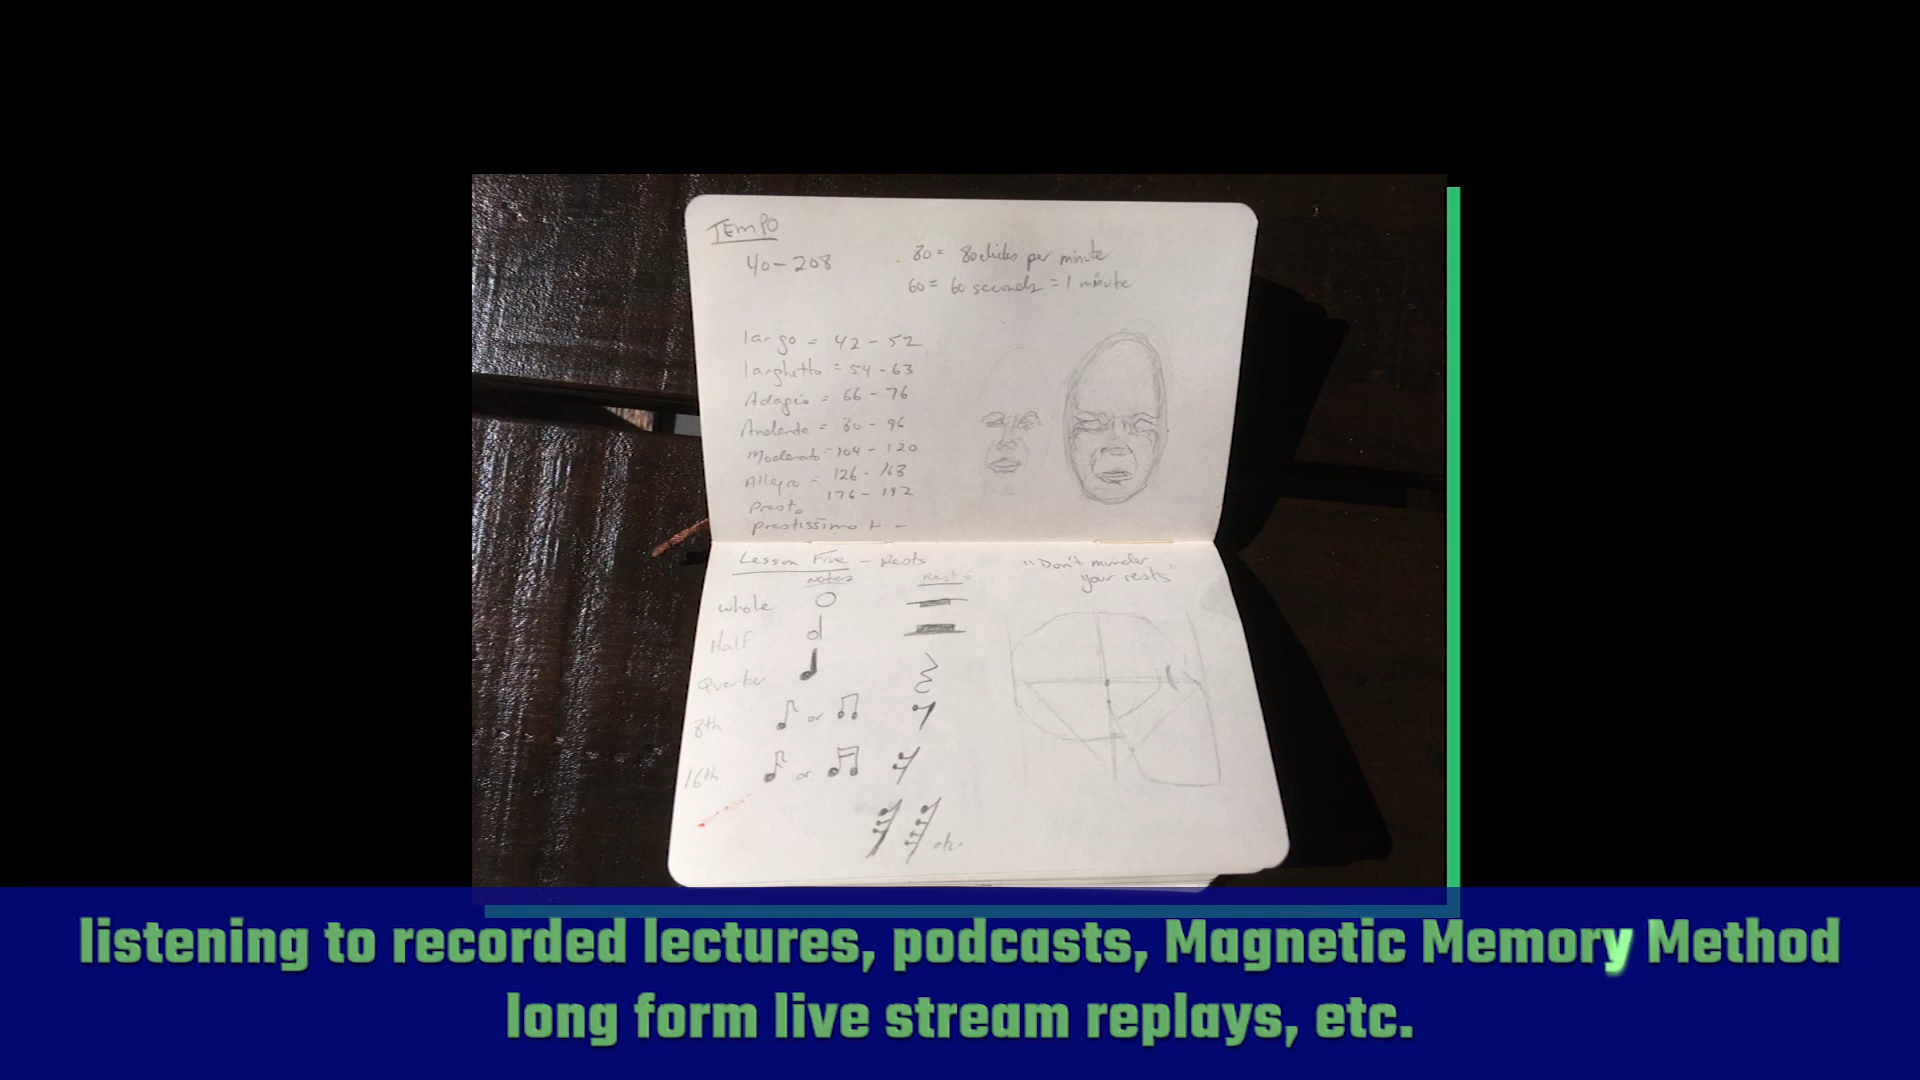 TEMPO
40 - 208
80 = 80 clicks per minute
60 = 60 seconds = 1 minute
largo = 42 - 52
larghetto = 54 - 63
Adagio = 66 - 76
Andante = 80 - 96
Moderato = 104 - 120
Allegro = 126 - 168
Presto 176 - 192
prestissimo + -
Lesson Five - Rests
"Don't murder
your rests"
Notes Rests
whole
Half
Quarter
8th or
16th or
etc.
listening to recorded lectures, podcasts, Magnetic Memory Method
long form live stream replays, etc.